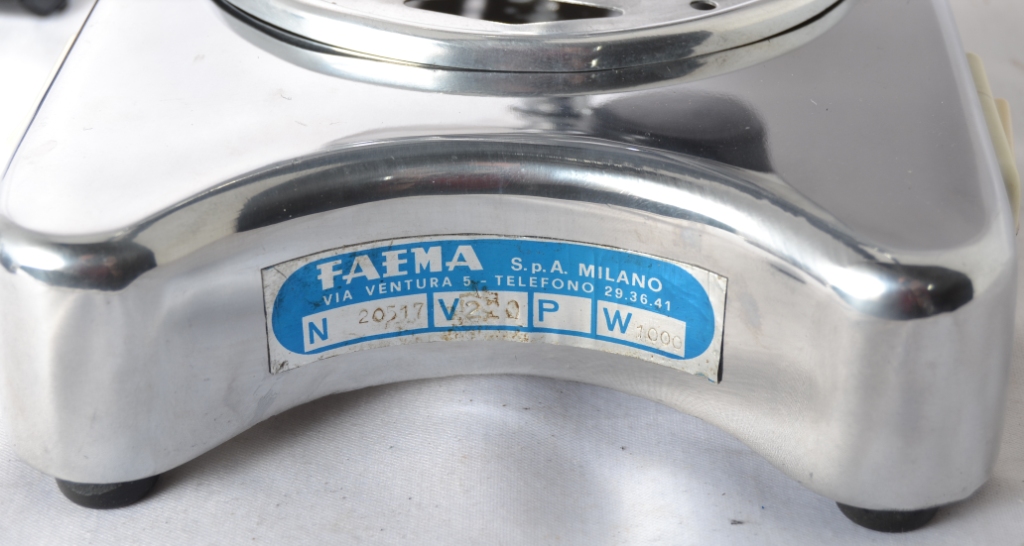 FAEMA S.p.A. MILANO
VIA VENTURA 5 TELEFONO 29.36.41
N 20517 V 220 P W 1000